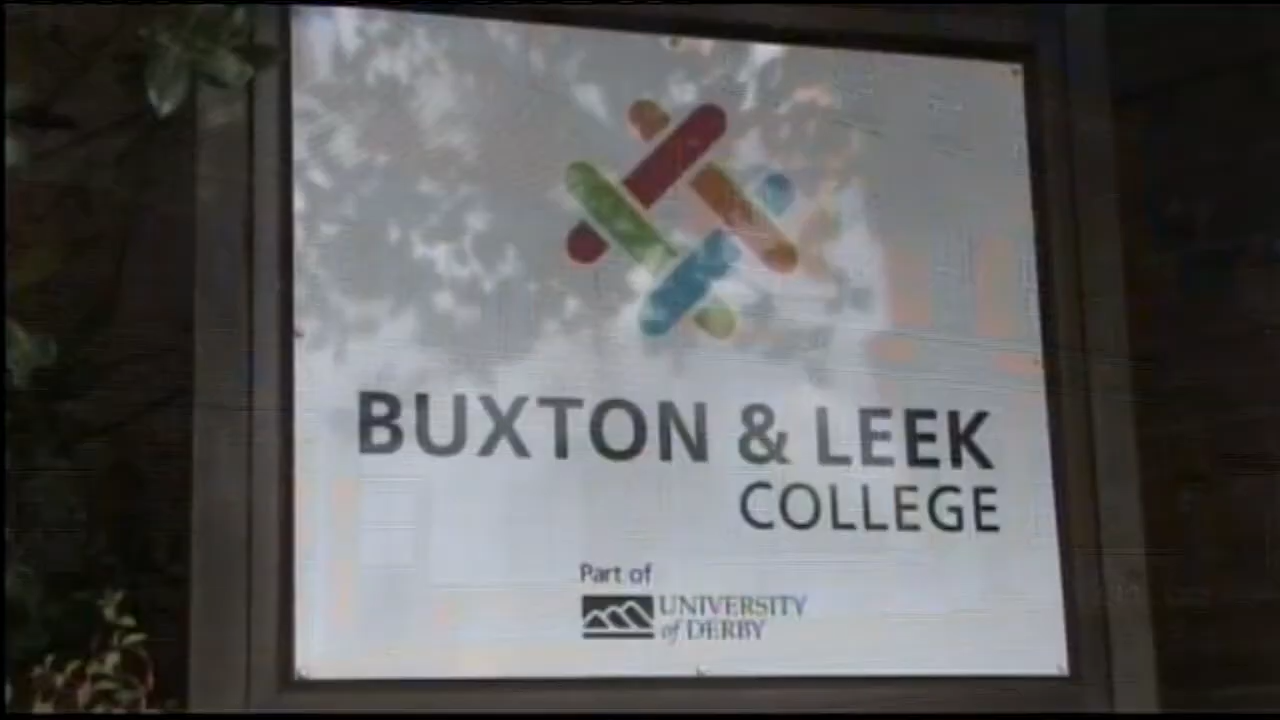 BUXTON & LEEK
COLLEGE
Part of
UNIVERSITY
of DERBY